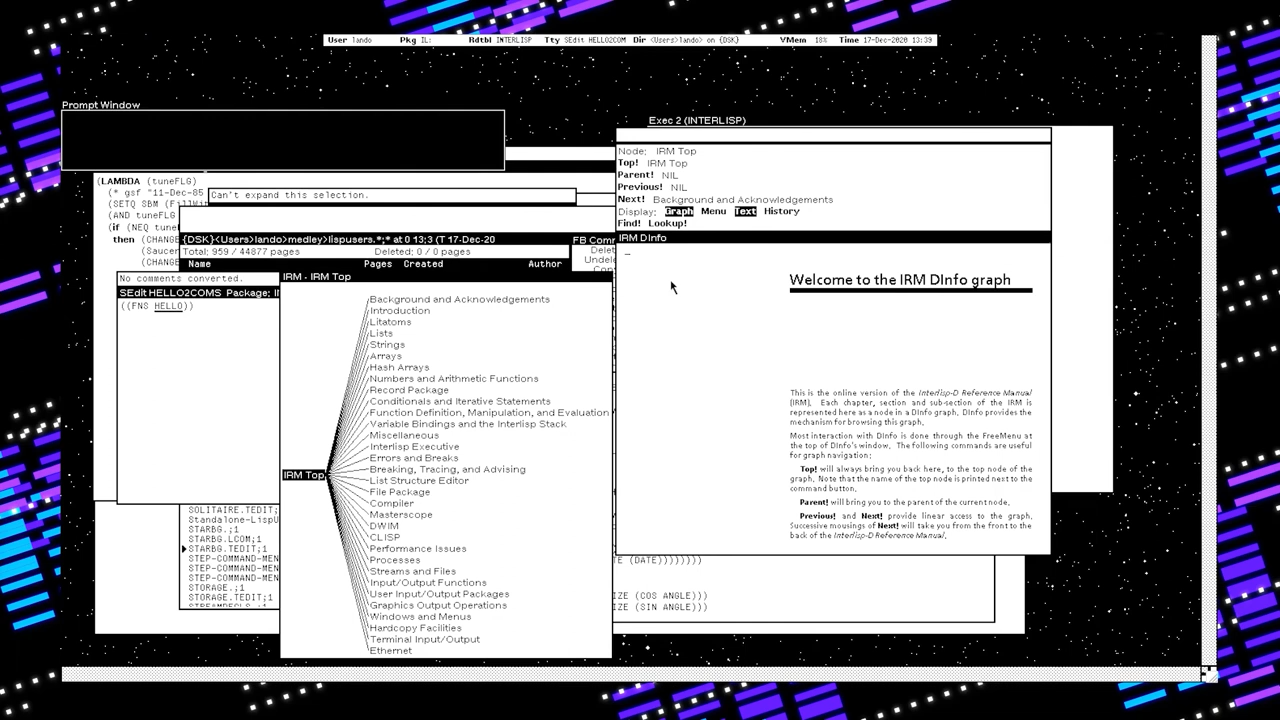 User lando Pkg IL: Rdtbl INTERLISP Tty SEdit HELLO2COM Dir <Users>lando> on {DSK} VMem 18% Time 17-Dec-2020 13:39
Prompt Window
Exec 2 (INTERLISP)
(LAMBDA (tuneFLG)
(* gsf "11-Dec-85
(SETQ SBM
(AND tuneFLG
(if (NEQ
then (CHANGE
(Saucer
(CHANGE
Can't expand this selection.
{DSK}<Users>lando>medley>lispusers.*;* at 0 13;3 (T 17-Dec-20
Total: 959 / 44877 pages Deleted: 0 / 0 pages
Name Pages Created Author
FB Comm
Delet
Undele
No comments converted.
SEdit HELLO2COMS Package:
((FNS HELLO))
IRM - IRM Top
IRM Top
Background and Acknowledgements
Introduction
Litatoms
Lists
Strings
Arrays
Hash Arrays
Numbers and Arithmetic Functions
Record Package
Conditionals and Iterative Statements
Function Definition, Manipulation, and Evaluation
Variable Bindings and the Interlisp Stack
Miscellaneous
Interlisp Executive
Errors and Breaks
Breaking, Tracing, and Advising
List Structure Editor
File Package
Compiler
Masterscope
DWIM
CLISP
Performance Issues
Processes
Streams and Files
Input/Output Functions
User Input/Output Packages
Graphics Output Operations
Windows and Menus
Hardcopy Facilities
Terminal Input/Output
Ethernet
SOLITAIRE.TEDIT;
Standalone-LispU
STARBG.;1
STARBG.LCOM;1
STARBG.TEDIT;1
STEP-COMMAND-MEN
STEP-COMMAND-MEN
STEP-COMMAND-MEN
STORAGE.;1
STORAGE.TEDIT;1
Node: IRM Top
Top! IRM Top
Parent! NIL
Previous! NIL
Next! Background and Acknowledgements
Display: Graph Menu Text History
Find! Lookup!
IRM DInfo
Welcome to the IRM DInfo graph
This is the online version of the Interlisp-D Reference Manual
(IRM). Each chapter, section and sub-section of the IRM is
represented here as a node in a DInfo graph. DInfo provides the
mechanism for browsing this graph.
Most interaction with DInfo is done through the FreeMenu at
the top of DInfo's window. The following commands are useful
for graph navigation:
Top! will always bring you back here, to the top node of the
graph. Note that the name of the top node is printed next to the
command button.
Parent! will bring you to the parent of the current node.
Previous! and Next! provide linear access to the graph.
Successive mousings of Next! will take you from the front to the
back of the Interlisp-D Reference Manual.
(DATE))))))))
IZE (COS ANGLE)))
IZE (SIN ANGLE)))